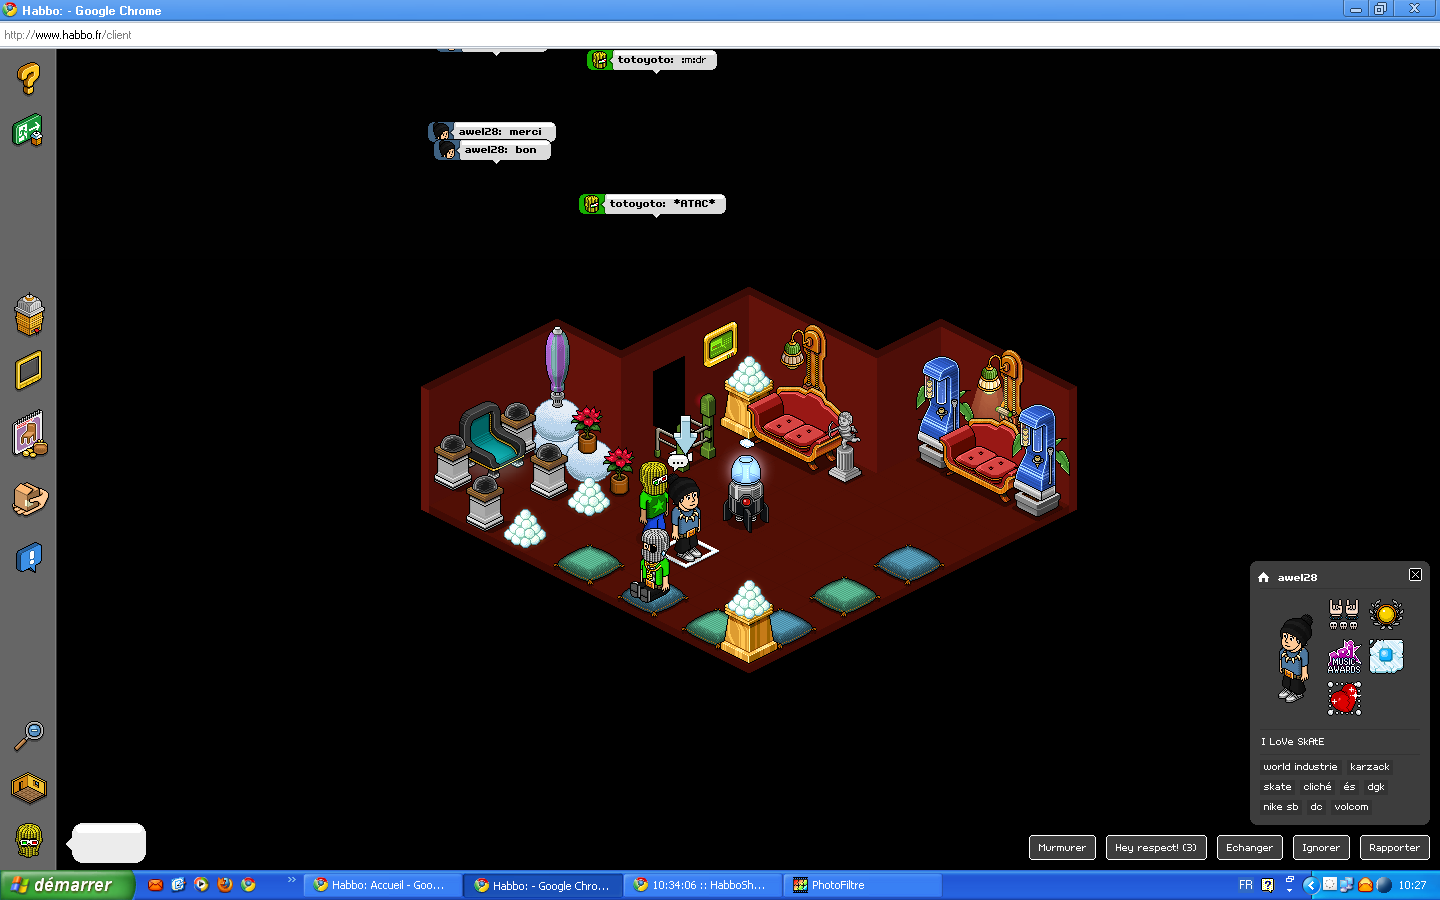 Habbo: - Google Chrome
http://www.habbo.fr/client
totoyoto: :m:dr
awel28: merci
awel28: bon
totoyoto: *ATAC*
awel28
MUSIC
AWARDS
I LoVe SkAtE
world industrie karzack
skate cliché és dgk
nike sb dc volcom
Murmurer Hey respect! (3) Echanger Ignorer Rapporter
démarrer Habbo: Accueil - Goo... Habbo: - Google Chro... 10:34:06 :: HabboSh... PhotoFiltre FR 10:27